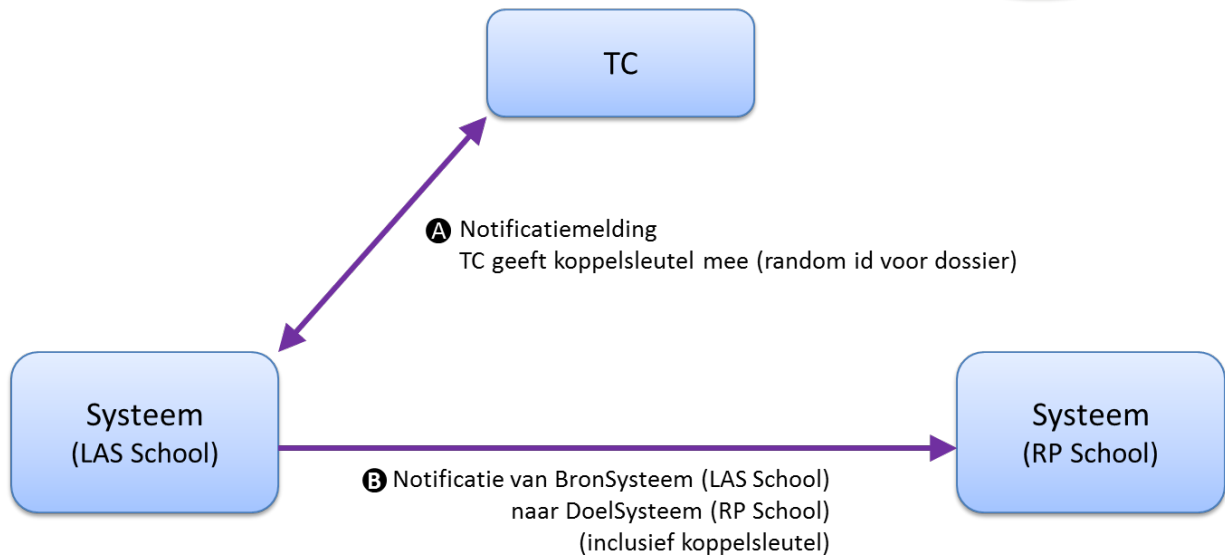 TC
A Notificatiemelding
TC geeft koppelsleutel mee (random id voor dossier)
Systeem
(LAS School)
Systeem
(RP School)
B Notificatie van BronSysteem (LAS School)
naar DoelSysteem (RP School)
(inclusief koppelsleutel)